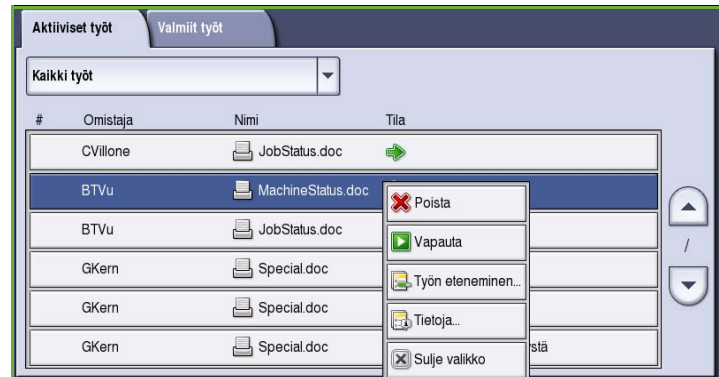 Aktiiviset työt Valmiit työt
Kaikki työt
# Omistaja Nimi Tila
CVillone JobStatus.doc
BTVu MachineStatus.doc
Poista
BTVu JobStatus.doc
Vapauta
/
GKern Special.doc
Työn eteneminen...
GKern Special.doc
Tietoja...
GKern Special.doc
Sulje valikko